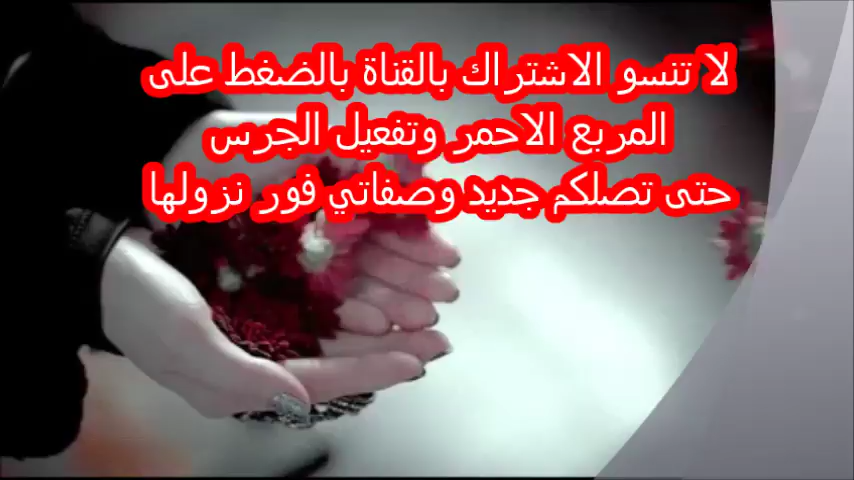 لا تنسو الاشتراك بالقناة بالضغط على
المربع الاحمر وتفعيل الجرس
حتى تصلكم جديد وصفاتي فور نزولها